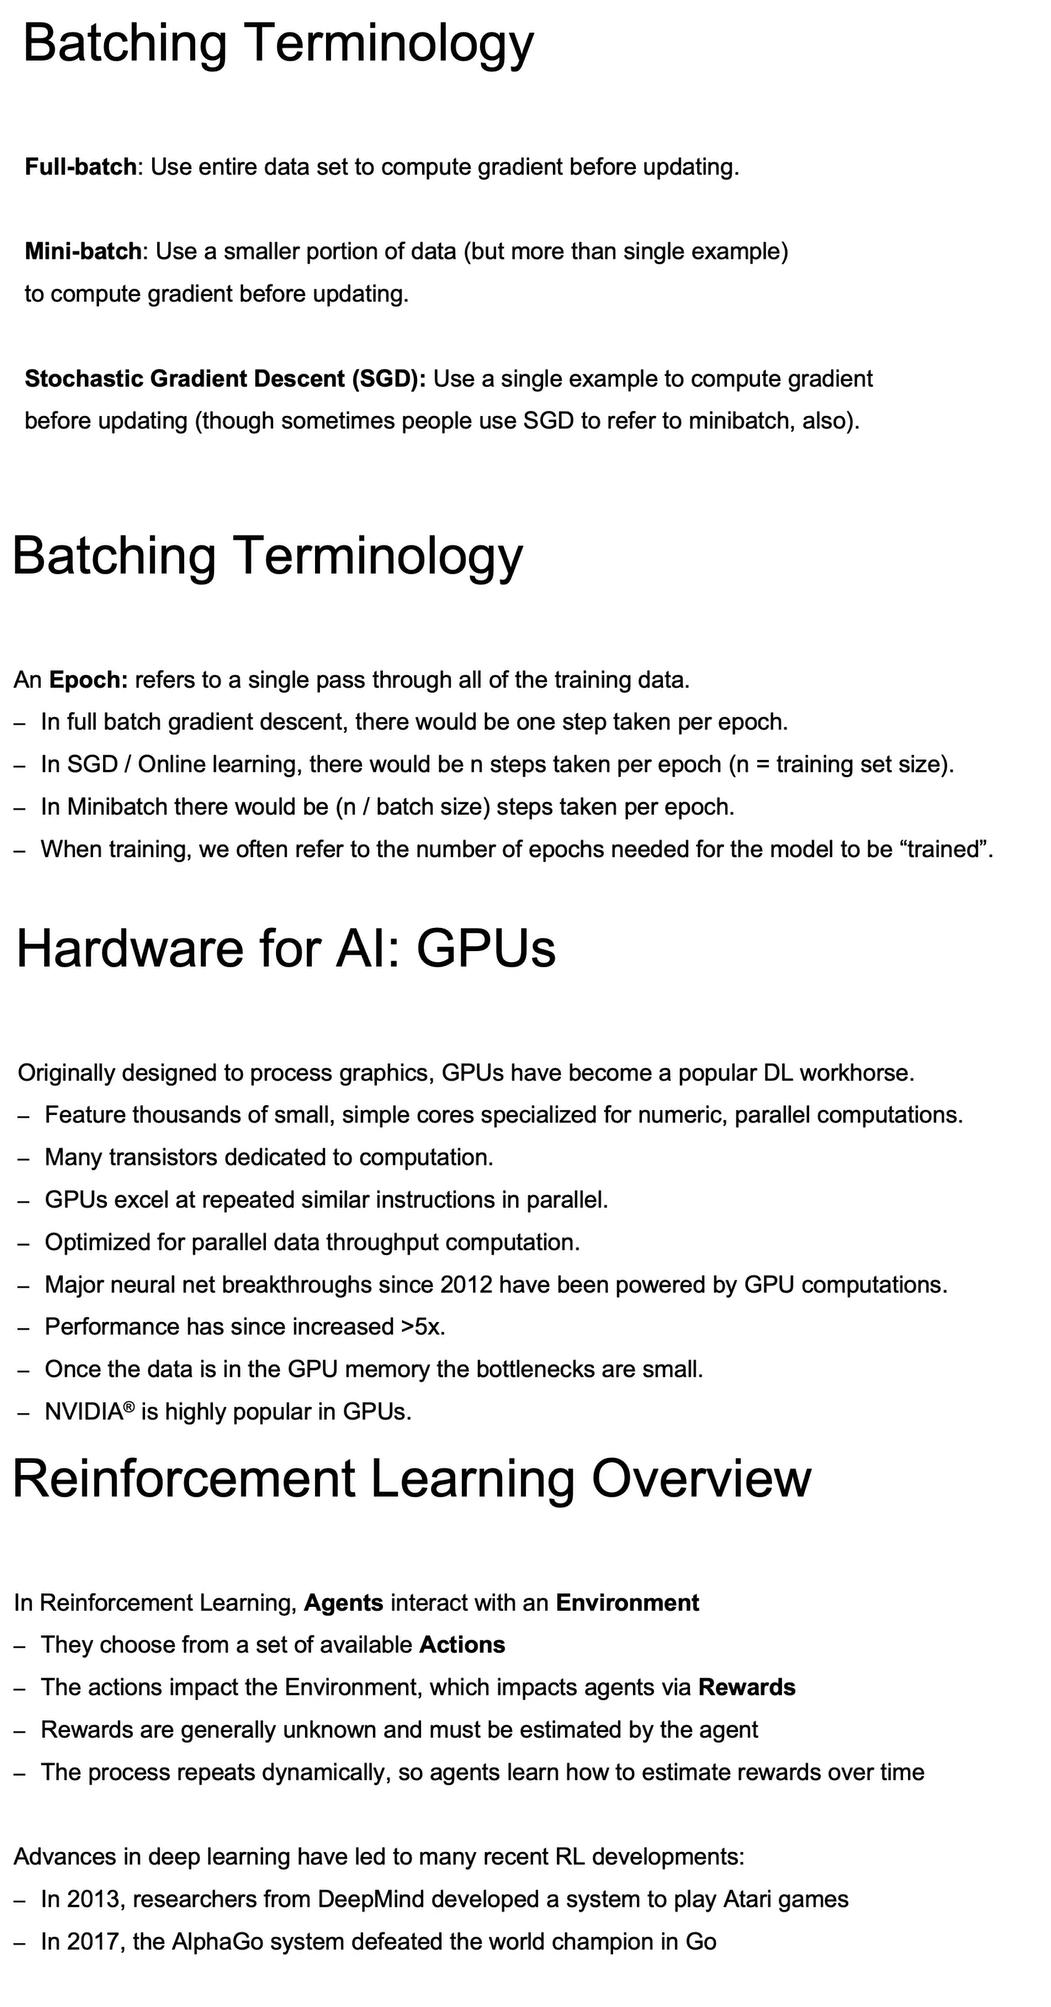 Batching Terminology
Full-batch: Use entire data set to compute gradient before updating.
Mini-batch: Use a smaller portion of data (but more than single example)
to compute gradient before updating.
Stochastic Gradient Descent (SGD): Use a single example to compute gradient
before updating (though sometimes people use SGD to refer to minibatch, also).
Batching Terminology
An Epoch: refers to a single pass through all of the training data.
– In full batch gradient descent, there would be one step taken per epoch.
– In SGD / Online learning, there would be n steps taken per epoch (n = training set size).
– In Minibatch there would be (n / batch size) steps taken per epoch.
– When training, we often refer to the number of epochs needed for the model to be “trained”.
Hardware for AI: GPUs
Originally designed to process graphics, GPUs have become a popular DL workhorse.
– Feature thousands of small, simple cores specialized for numeric, parallel computations.
– Many transistors dedicated to computation.
– GPUs excel at repeated similar instructions in parallel.
– Optimized for parallel data throughput computation.
– Major neural net breakthroughs since 2012 have been powered by GPU computations.
– Performance has since increased >5x.
– Once the data is in the GPU memory the bottlenecks are small.
– NVIDIA® is highly popular in GPUs.
Reinforcement Learning Overview
In Reinforcement Learning, Agents interact with an Environment
– They choose from a set of available Actions
– The actions impact the Environment, which impacts agents via Rewards
– Rewards are generally unknown and must be estimated by the agent
– The process repeats dynamically, so agents learn how to estimate rewards over time
Advances in deep learning have led to many recent RL developments:
– In 2013, researchers from DeepMind developed a system to play Atari games
– In 2017, the AlphaGo system defeated the world champion in Go